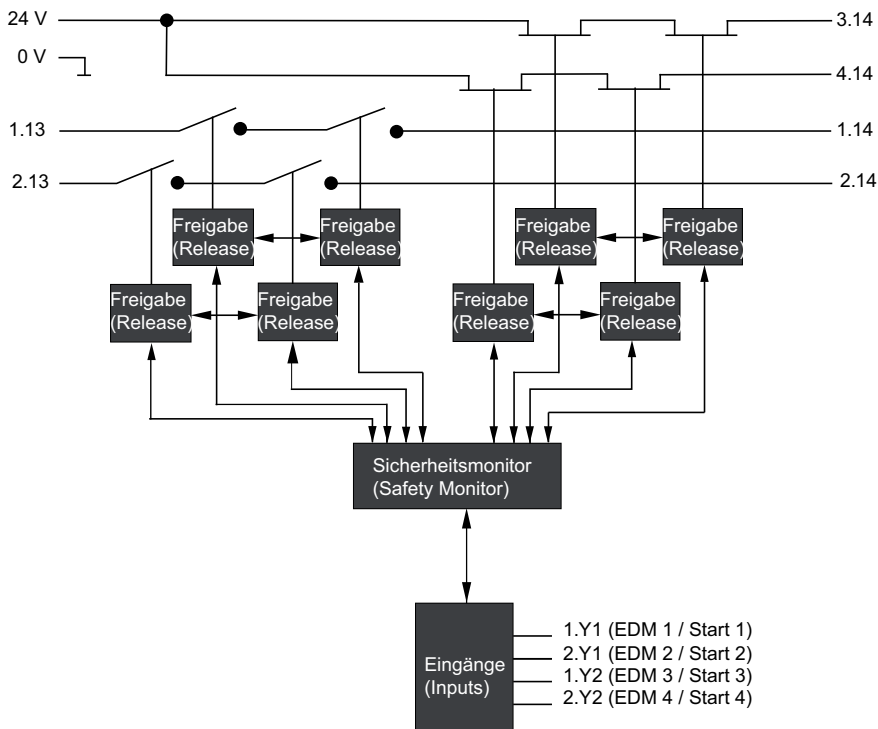 24 V
3.14
0 V
4.14
1.13
1.14
2.13
2.14
Freigabe
(Release)
Freigabe
(Release)
Freigabe
(Release)
Freigabe
(Release)
Freigabe
(Release)
Freigabe
(Release)
Freigabe
(Release)
Freigabe
(Release)
Sicherheitsmonitor
(Safety Monitor)
Eingänge
(Inputs)
1.Y1 (EDM 1 / Start 1)
2.Y1 (EDM 2 / Start 2)
1.Y2 (EDM 3 / Start 3)
2.Y2 (EDM 4 / Start 4)